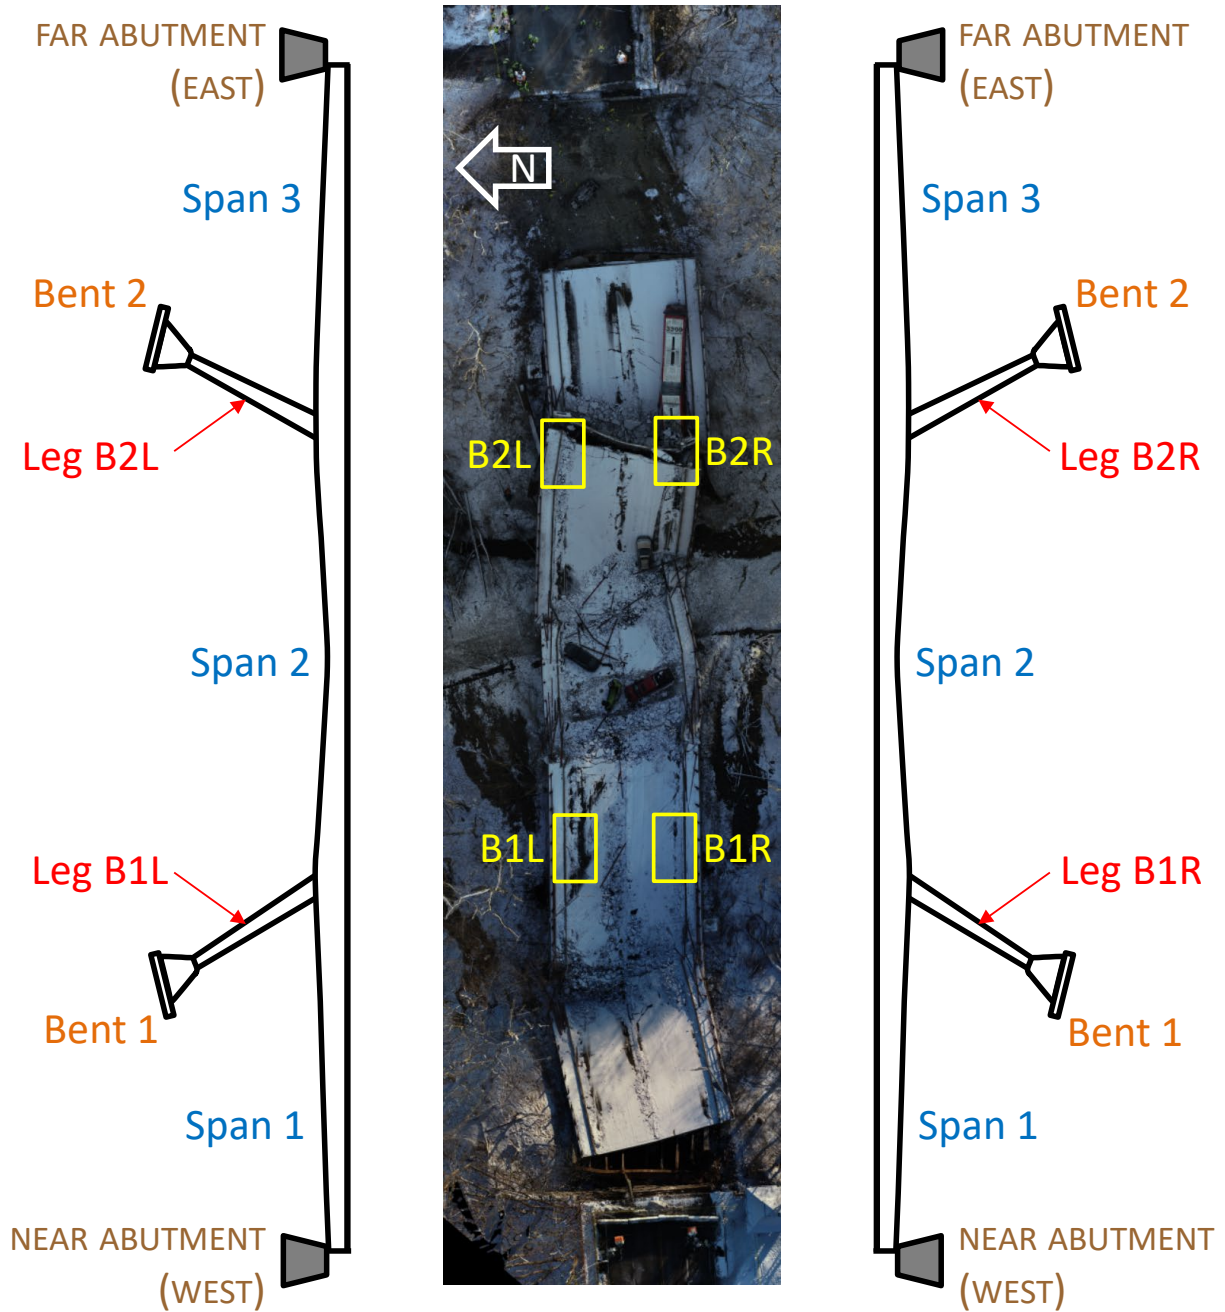 FAR ABUTMENT
(EAST)
Span 3
Bent 2
Leg B2L
Span 2
Leg B1L
Bent 1
Span 1
NEAR ABUTMENT
(WEST)
N
B2L
B2R
B1L
B1R
FAR ABUTMENT
(EAST)
Span 3
Bent 2
Leg B2R
Span 2
Leg B1R
Bent 1
Span 1
NEAR ABUTMENT
(WEST)